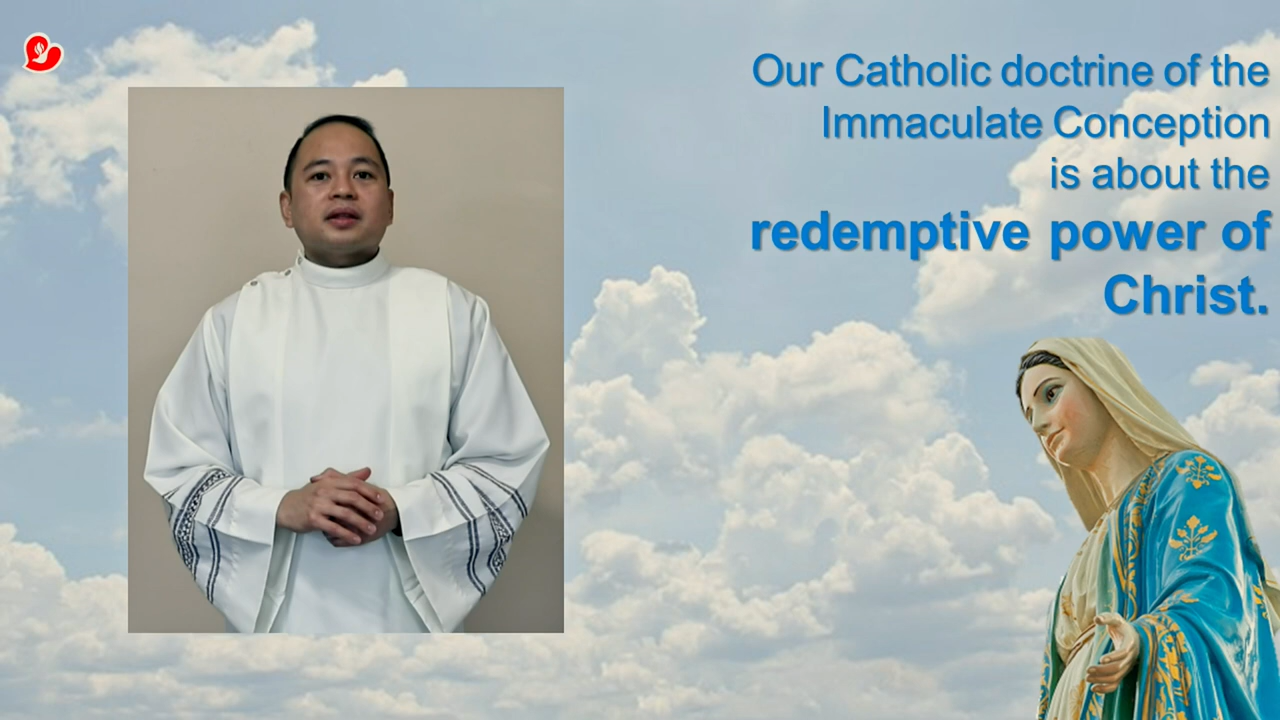 Our Catholic doctrine of the
Immaculate Conception
is about the
redemptive power of
Christ.